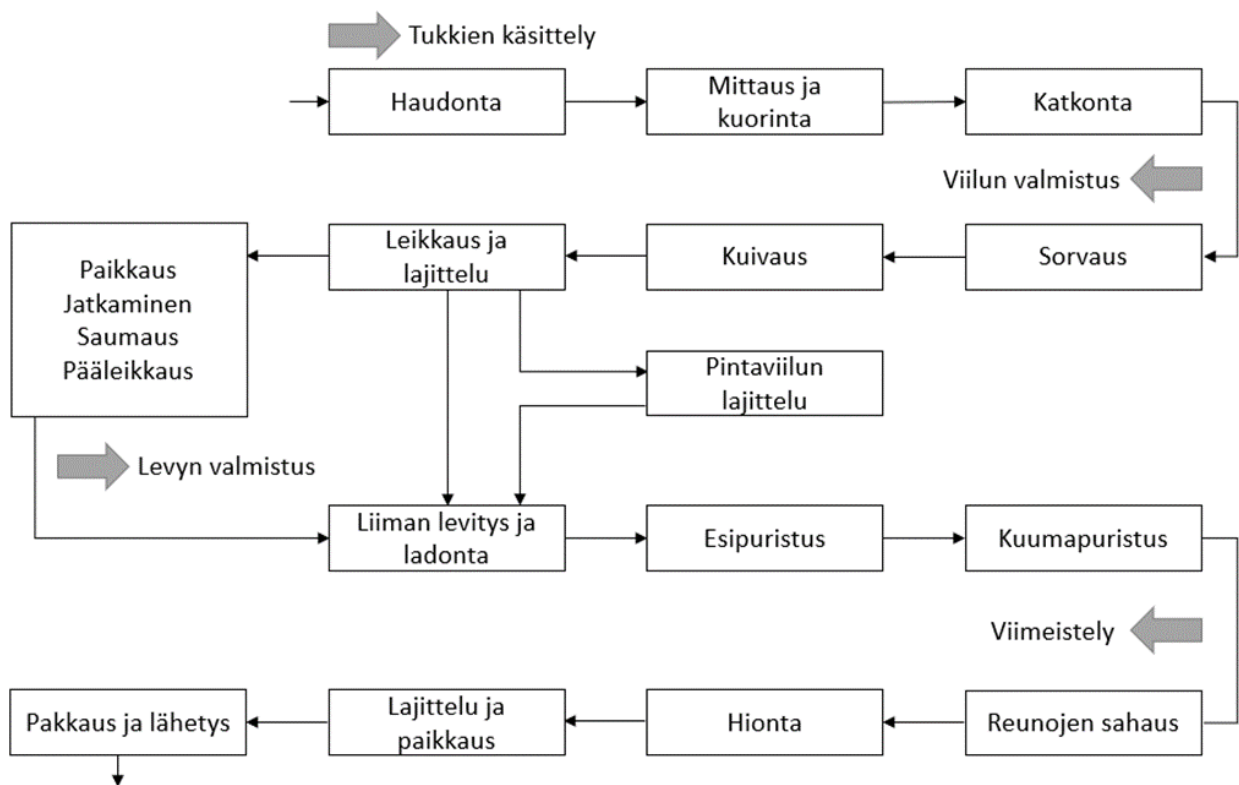 Tukkien käsittely
Haudonta
Mittaus ja
kuorinta
Katkonta
Viilun valmistus
Sorvaus
Kuivaus
Leikkaus ja
lajittelu
Paikkaus
Jatkaminen
Saumaus
Pääleikkaus
Pintaviilun
lajittelu
Levyn valmistus
Liiman levitys ja
ladonta
Esipuristus
Kuumapuristus
Viimeistely
Reunojen sahaus
Hionta
Lajittelu ja
paikkaus
Pakkaus ja lähetys